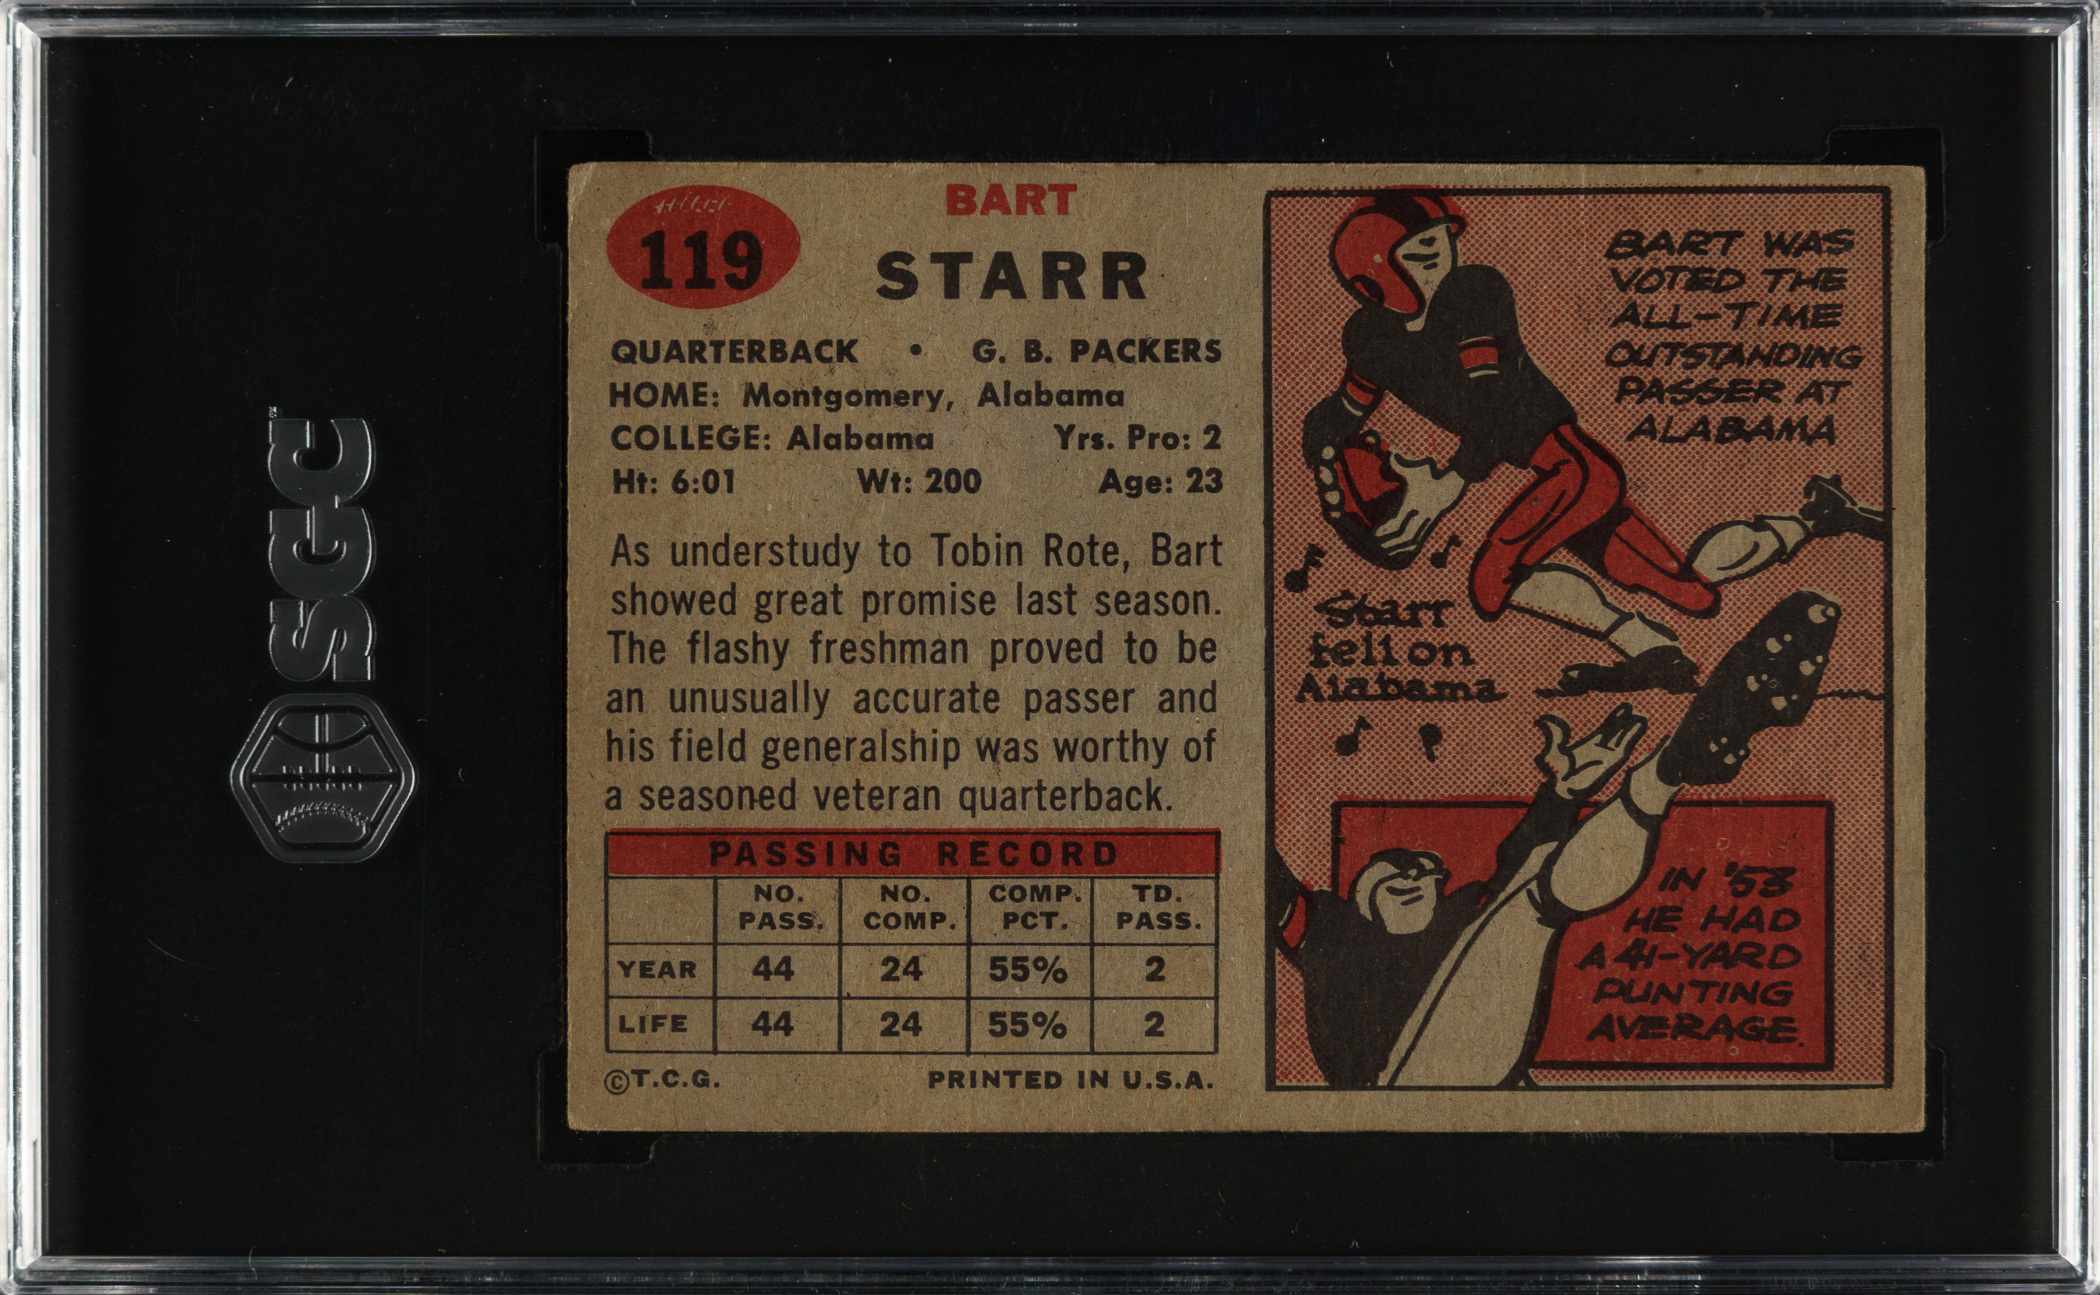 SGC
119
BART
STARR
QUARTERBACK • G. B. PACKERS
HOME: Montgomery, Alabama
COLLEGE: Alabama Yrs. Pro: 2
Ht: 6:01 Wt: 200 Age: 23
As understudy to Tobin Rote, Bart
showed great promise last season.
The flashy freshman proved to be
an unusually accurate passer and
his field generalship was worthy of
a seasoned veteran quarterback.
PASSING RECORD
NO. PASS. NO. COMP. COMP. PCT. TD. PASS.
YEAR 44 24 55% 2
LIFE 44 24 55% 2
©T.C.G. PRINTED IN U.S.A.
BART WAS
VOTED THE
ALL-TIME
OUTSTANDING
PASSER AT
ALABAMA
Starr
fell on
Alabama
IN '53
HE HAD
A 41-YARD
PUNTING
AVERAGE.